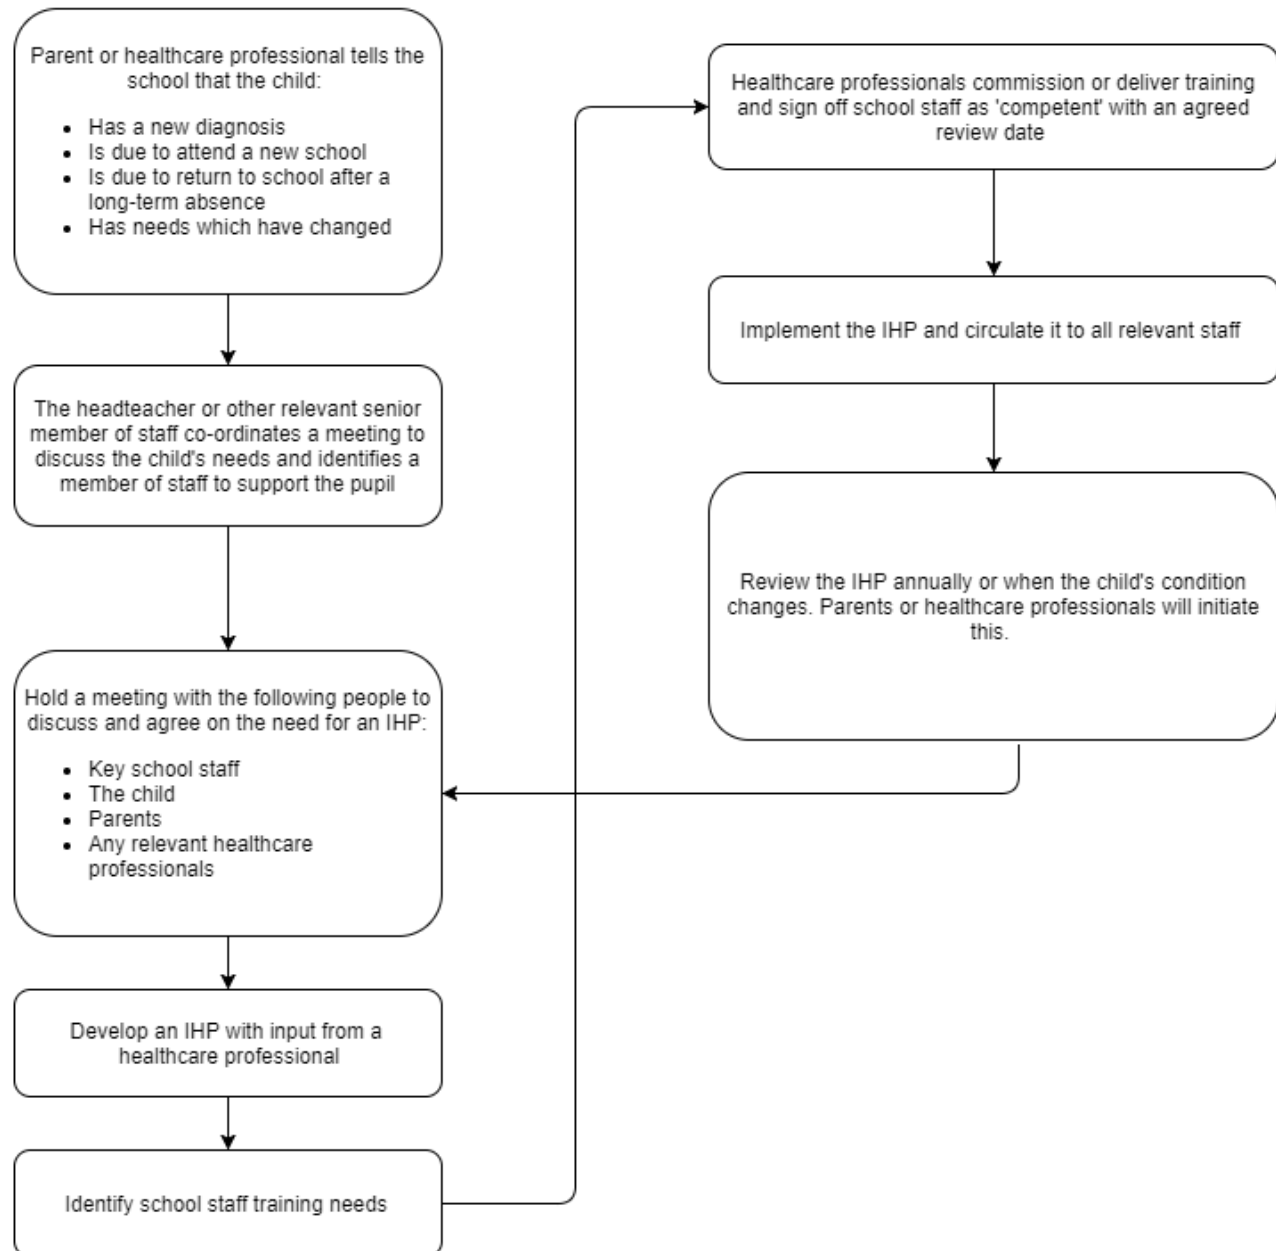 Parent or healthcare professional tells the
school that the child:
• Has a new diagnosis
• Is due to attend a new school
• Is due to return to school after a
long-term absence
• Has needs which have changed
The headteacher or other relevant senior
member of staff co-ordinates a meeting to
discuss the child's needs and identifies a
member of staff to support the pupil
Hold a meeting with the following people to
discuss and agree on the need for an IHP:
• Key school staff
• The child
• Parents
• Any relevant healthcare
professionals
Develop an IHP with input from a
healthcare professional
Identify school staff training needs
Healthcare professionals commission or deliver training
and sign off school staff as 'competent' with an agreed
review date
Implement the IHP and circulate it to all relevant staff
Review the IHP annually or when the child's condition
changes. Parents or healthcare professionals will initiate
this.